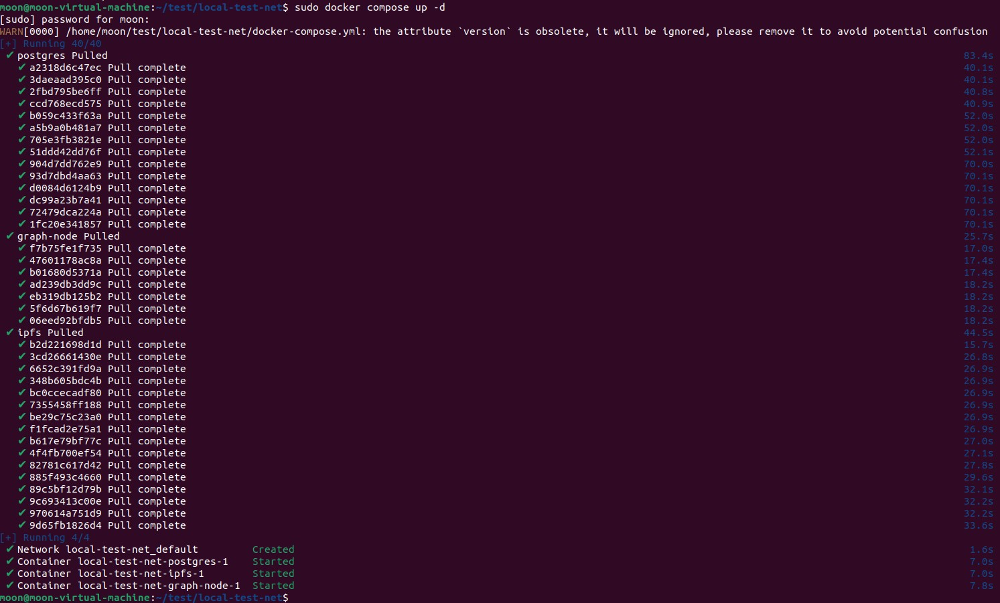 moon@moon-virtual-machine:~/test/local-test-net$ sudo docker compose up -d
[sudo] password for moon:
WARN[0000] /home/moon/test/local-test-net/docker-compose.yml: the attribute `version` is obsolete, it will be ignored, please remove it to avoid potential confusion
[+] Running 40/40
✔ postgres Pulled 83.4s
✔ a2318d6c47ec Pull complete 40.1s
✔ 3daeaad395c0 Pull complete 40.1s
✔ 2fbd795be6ff Pull complete 40.8s
✔ ccd768ecd575 Pull complete 40.9s
✔ b059c433f63a Pull complete 52.0s
✔ a5b9a0b481a7 Pull complete 52.0s
✔ 705e3fb3821e Pull complete 52.0s
✔ 51ddd42dd76f Pull complete 52.1s
✔ 904d7dd762e9 Pull complete 70.0s
✔ 93d7dbd4aa63 Pull complete 70.1s
✔ d0084d6124b9 Pull complete 70.1s
✔ dc99a23b7a41 Pull complete 70.1s
✔ 72479dca224a Pull complete 70.1s
✔ 1fc20e341857 Pull complete 70.1s
✔ graph-node Pulled 25.7s
✔ f7b75fe1f735 Pull complete 17.0s
✔ 47601178ac8a Pull complete 17.4s
✔ b01680d5371a Pull complete 17.4s
✔ ad239db3dd9c Pull complete 18.2s
✔ eb319db125b2 Pull complete 18.2s
✔ 5f6d67b619f7 Pull complete 18.2s
✔ 06eed92bfdb5 Pull complete 18.2s
✔ ipfs Pulled 44.5s
✔ b2d221698d1d Pull complete 15.7s
✔ 3cd26661430e Pull complete 26.8s
✔ 6652c391fd9a Pull complete 26.9s
✔ 348b605bdc4b Pull complete 26.9s
✔ bc0ccecadf80 Pull complete 26.9s
✔ 7355458ff188 Pull complete 26.9s
✔ be29c75c23a0 Pull complete 26.9s
✔ f1fcad2e75a1 Pull complete 26.9s
✔ b617e79bf77c Pull complete 27.0s
✔ 4f4fb700ef54 Pull complete 27.1s
✔ 82781c617d42 Pull complete 27.8s
✔ 885f493c4660 Pull complete 29.6s
✔ 89c5bf12d79b Pull complete 32.1s
✔ 9c693413c00e Pull complete 32.2s
✔ 970614a751d9 Pull complete 32.2s
✔ 9d65fb1826d4 Pull complete 33.6s
[+] Running 4/4
✔ Network local-test-net_default Created 1.6s
✔ Container local-test-net-postgres-1 Started 7.0s
✔ Container local-test-net-ipfs-1 Started 7.0s
✔ Container local-test-net-graph-node-1 Started 7.8s
moon@moon-virtual-machine:~/test/local-test-net$